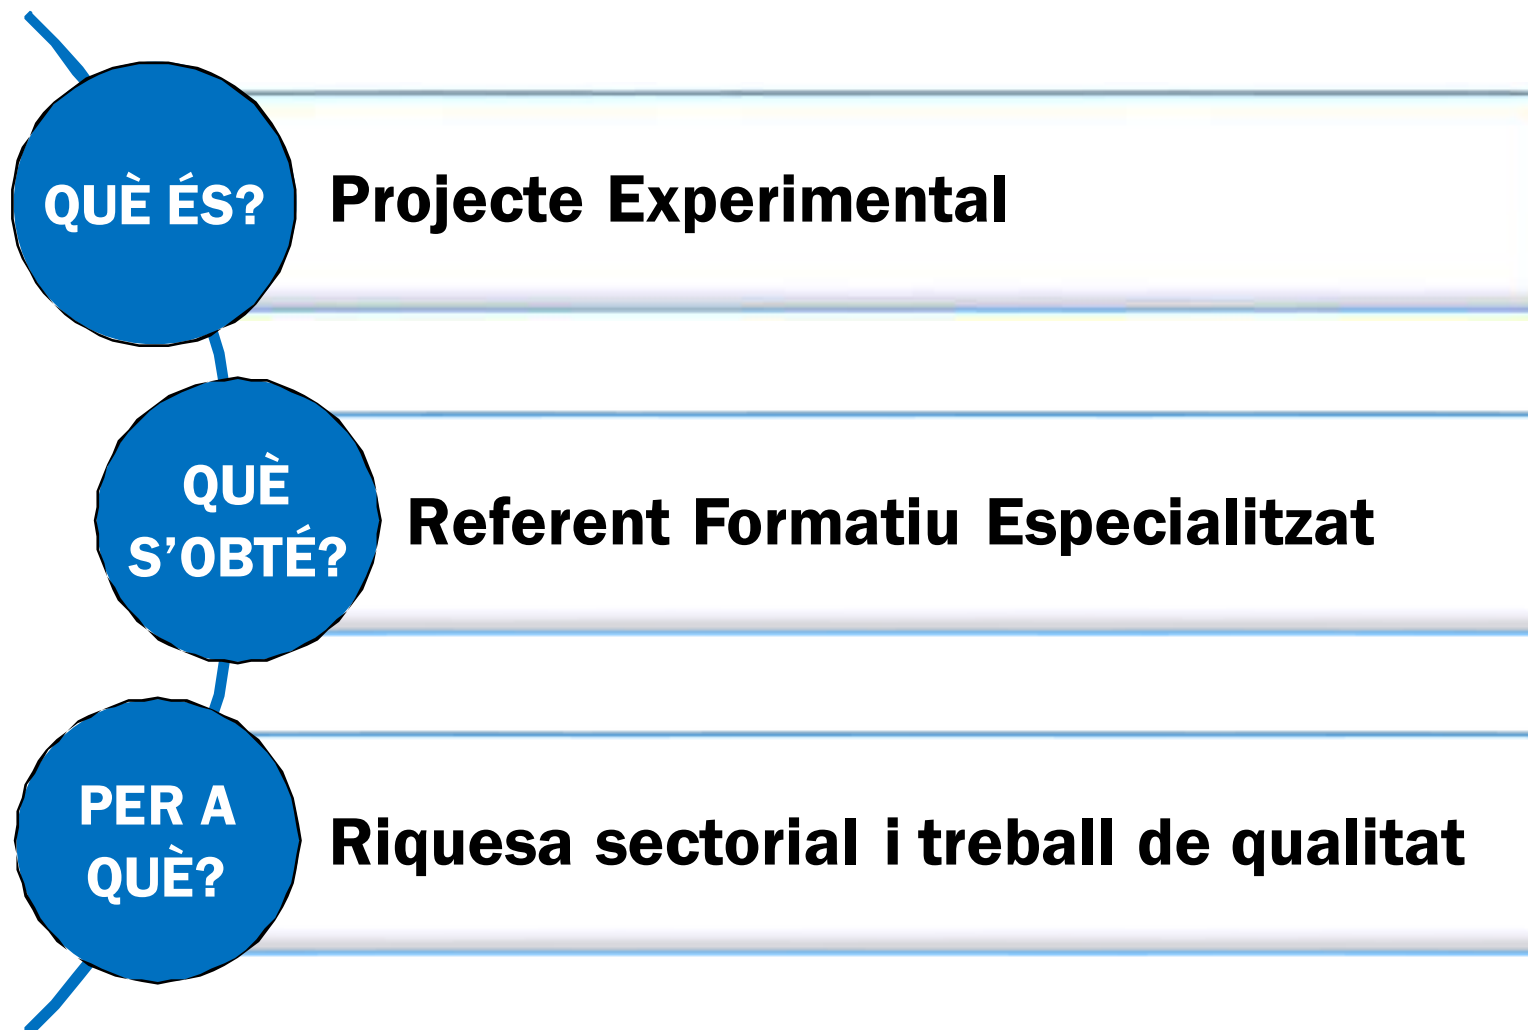 QUÈ ÉS?
Projecte Experimental
QUÈ
S’OBTÉ?
Referent Formatiu Especialitzat
PER A
QUÈ?
Riquesa sectorial i treball de qualitat